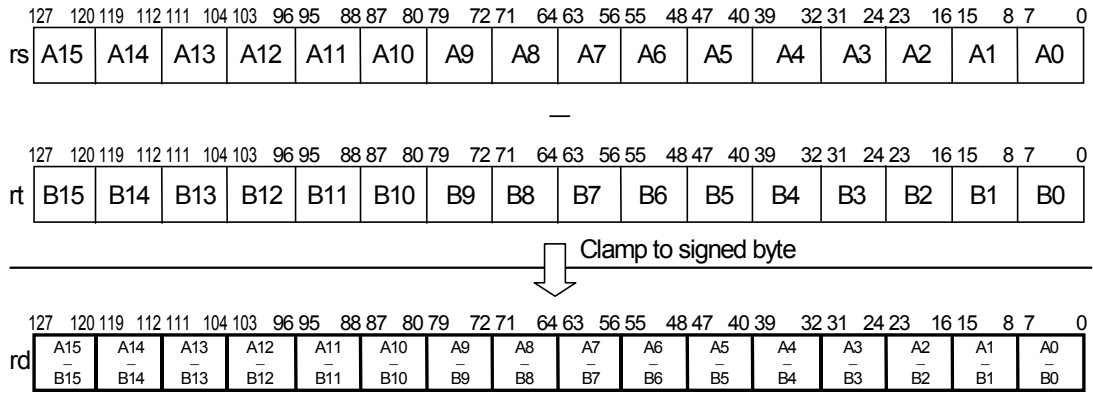 127 120 119 112 111 104 103 96 95 88 87 80 79 72 71 64 63 56 55 48 47 40 39 32 31 24 23 16 15 8 7 0
rs A15 A14 A13 A12 A11 A10 A9 A8 A7 A6 A5 A4 A3 A2 A1 A0
–
127 120 119 112 111 104 103 96 95 88 87 80 79 72 71 64 63 56 55 48 47 40 39 32 31 24 23 16 15 8 7 0
rt B15 B14 B13 B12 B11 B10 B9 B8 B7 B6 B5 B4 B3 B2 B1 B0
Clamp to signed byte
127 120 119 112 111 104 103 96 95 88 87 80 79 72 71 64 63 56 55 48 47 40 39 32 31 24 23 16 15 8 7 0
A15 A14 A13 A12 A11 A10 A9 A8 A7 A6 A5 A4 A3 A2 A1 A0
rd – – – – – – – – – – – – – – – –
B15 B14 B13 B12 B11 B10 B9 B8 B7 B6 B5 B4 B3 B2 B1 B0